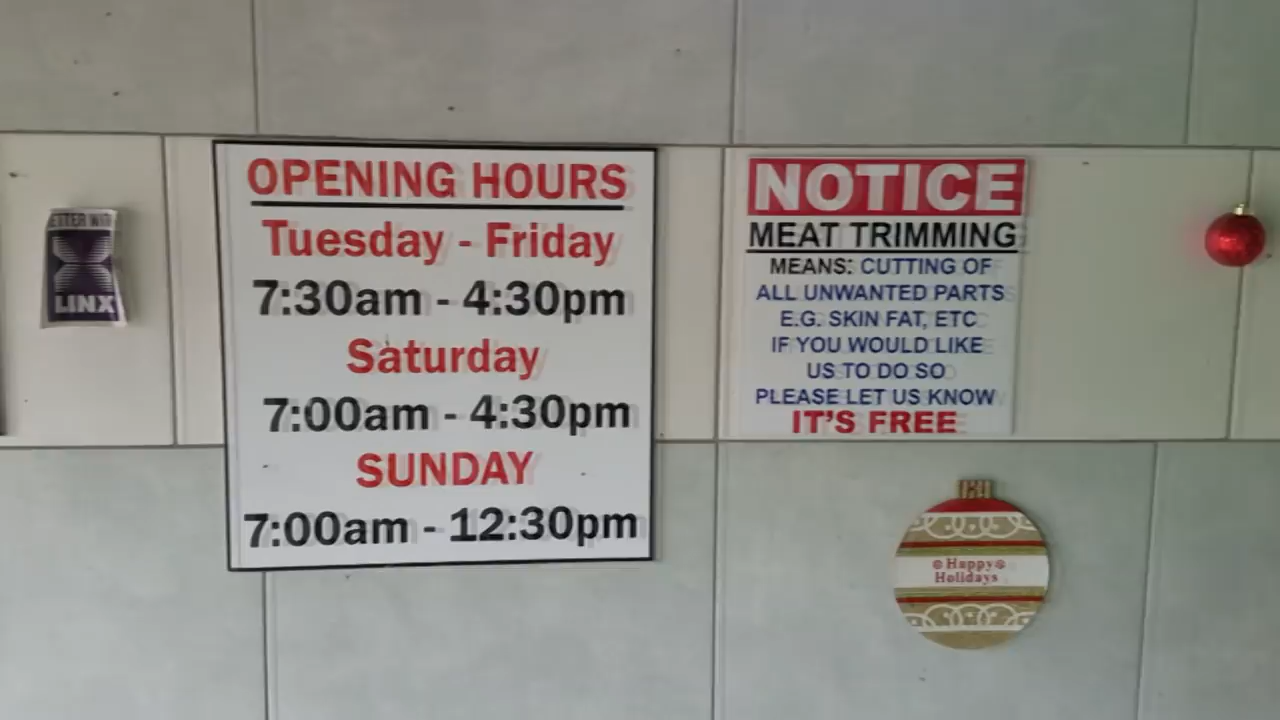 ETTER WIT
LINX
OPENING HOURS
Tuesday - Friday
7:30am - 4:30pm
Saturday
7:00am - 4:30pm
SUNDAY
7:00am - 12:30pm
NOTICE
MEAT TRIMMING
MEANS: CUTTING OF
ALL UNWANTED PARTS
E.G. SKIN FAT, ETC
IF YOU WOULD LIKE
US TO DO SO
PLEASE LET US KNOW
IT'S FREE
Happy
Holidays